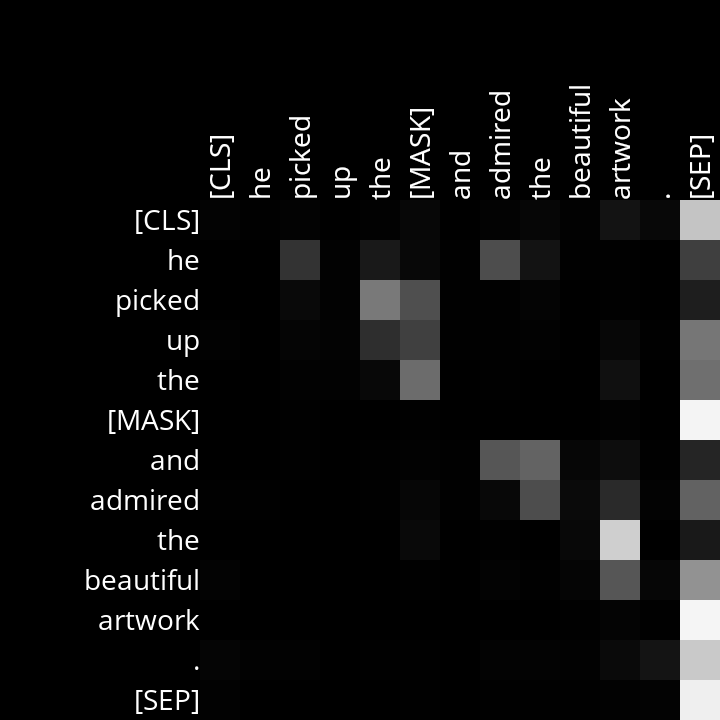 [CLS] he picked up the [MASK] and admired the beautiful artwork . [SEP]
[CLS]
he
picked
up
the
[MASK]
and
admired
the
beautiful
artwork
.
[SEP]